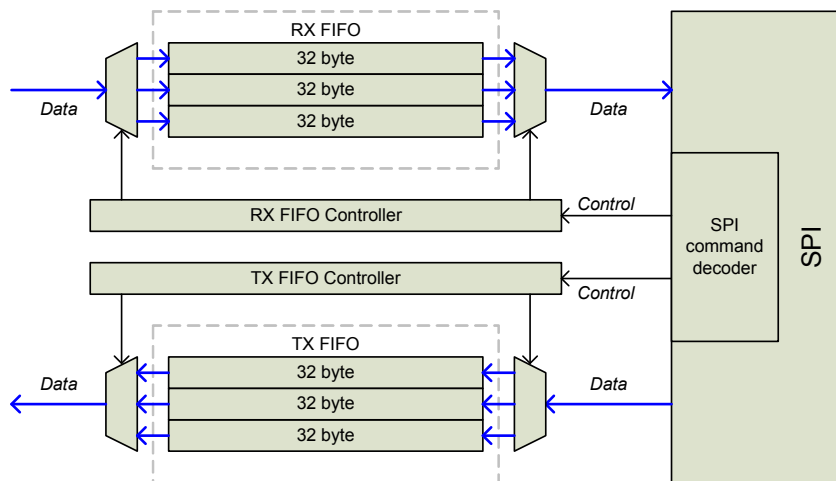 RX FIFO
32 byte
32 byte
32 byte
Data
Data
RX FIFO Controller
Control
SPI
command
decoder
SPI
TX FIFO Controller
Control
TX FIFO
32 byte
32 byte
32 byte
Data
Data